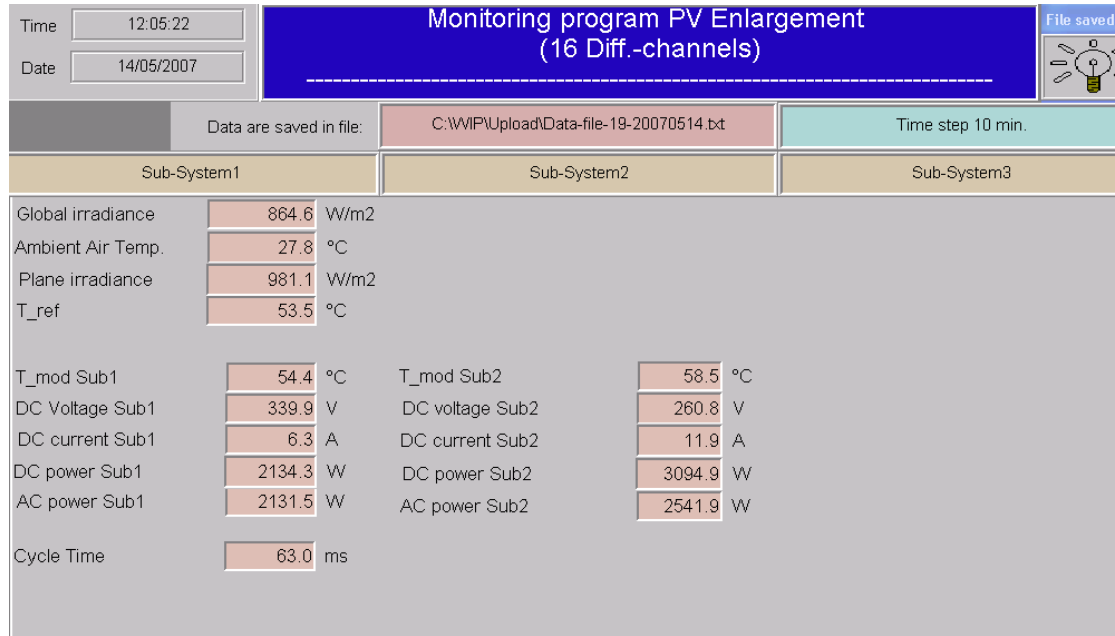 Time 12:05:22
Date 14/05/2007
Monitoring program PV Enlargement
(16 Diff.-channels)
--------------------------------------------------------------------------------
File saved
Data are saved in file: C:\WIP\Upload\Data-file-19-20070514.txt Time step 10 min.
Sub-System1 Sub-System2 Sub-System3
Global irradiance 864.6 W/m2
Ambient Air Temp. 27.8 °C
Plane irradiance 981.1 W/m2
T_ref 53.5 °C
T_mod Sub1 54.4 °C T_mod Sub2 58.5 °C
DC Voltage Sub1 339.9 V DC voltage Sub2 260.8 V
DC current Sub1 6.3 A DC current Sub2 11.9 A
DC power Sub1 2134.3 W DC power Sub2 3094.9 W
AC power Sub1 2131.5 W AC power Sub2 2541.9 W
Cycle Time 63.0 ms